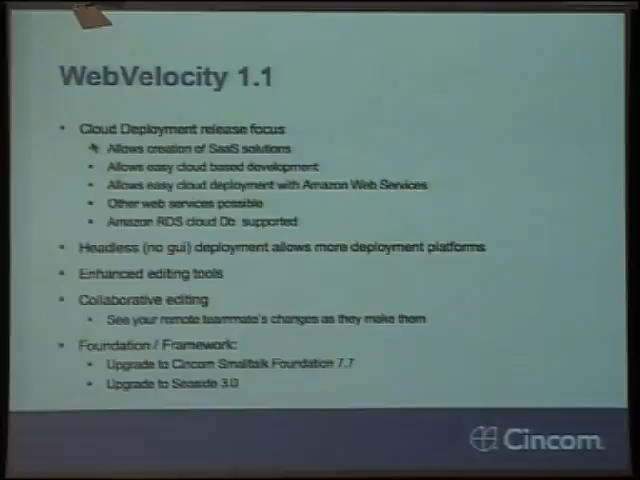 WebVelocity 1.1
• Cloud Deployment release focus
• Allows creation of SaaS solutions
• Allows easy cloud based development
• Allows easy cloud deployment with Amazon Web Services
• Other web services possible
• Amazon RDS cloud Db supported
• Headless (no gui) deployment allows more deployment platforms
• Enhanced editing tools
• Collaborative editing
• See your remote teammate's changes as they make them
• Foundation / Framework:
• Upgrade to Cincom Smalltalk Foundation 7.7
• Upgrade to Seaside 3.0
Cincom